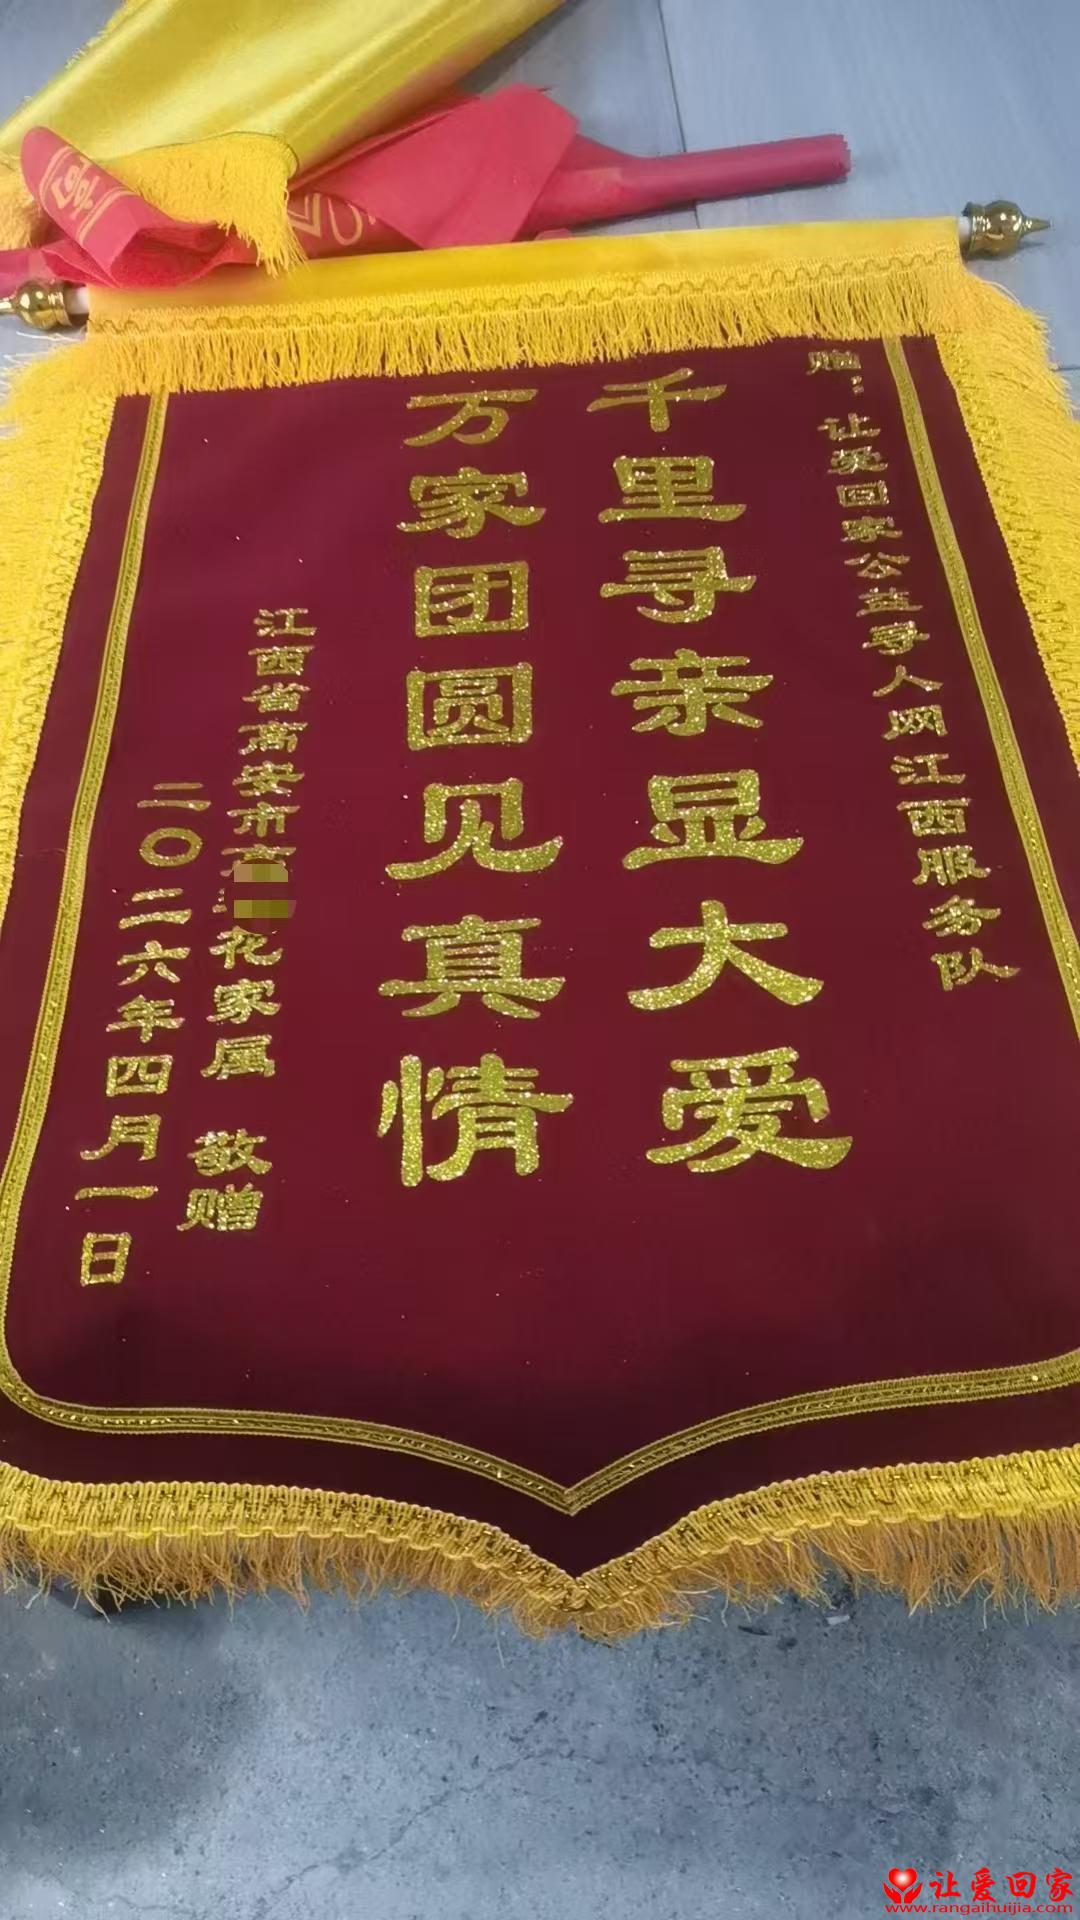 赠：让爱回家公益寻人网江西服务队
千里寻亲显大爱
万家团圆见真情
江西省高安市
花家属 敬赠
二〇二六年四月一日
让爱回家
www.rangaihuijia.com